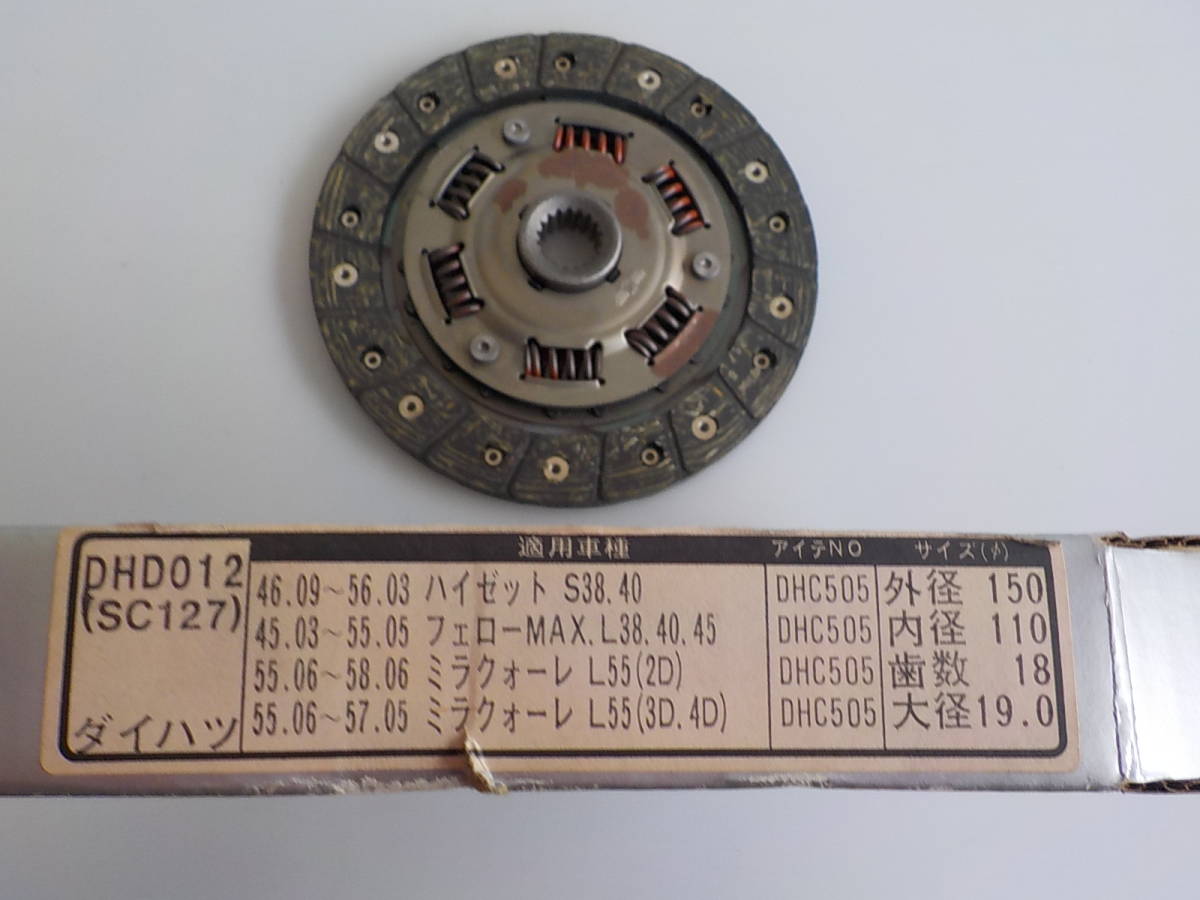 適用車種 アイテNO サイズ(φ)
DHD012
(SC127)
ダイハツ
46.09~56.03 ハイゼット S38.40 DHC505 外径 150
45.03~55.05 フェローMAX.L38.40.45 DHC505 内径 110
55.06~58.06 ミラクォーレ L55(2D) DHC505 歯数 18
55.06~57.05 ミラクォーレ L55(3D.4D) DHC505 大径19.0